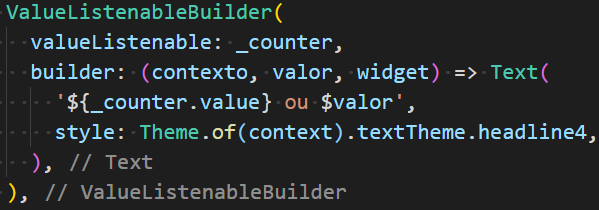 ValueListenableBuilder(
valueListenable: _counter,
builder: (contexto, valor, widget) => Text(
'${_counter.value} ou $valor',
style: Theme.of(context).textTheme.headline4,
), // Text
), // ValueListenableBuilder